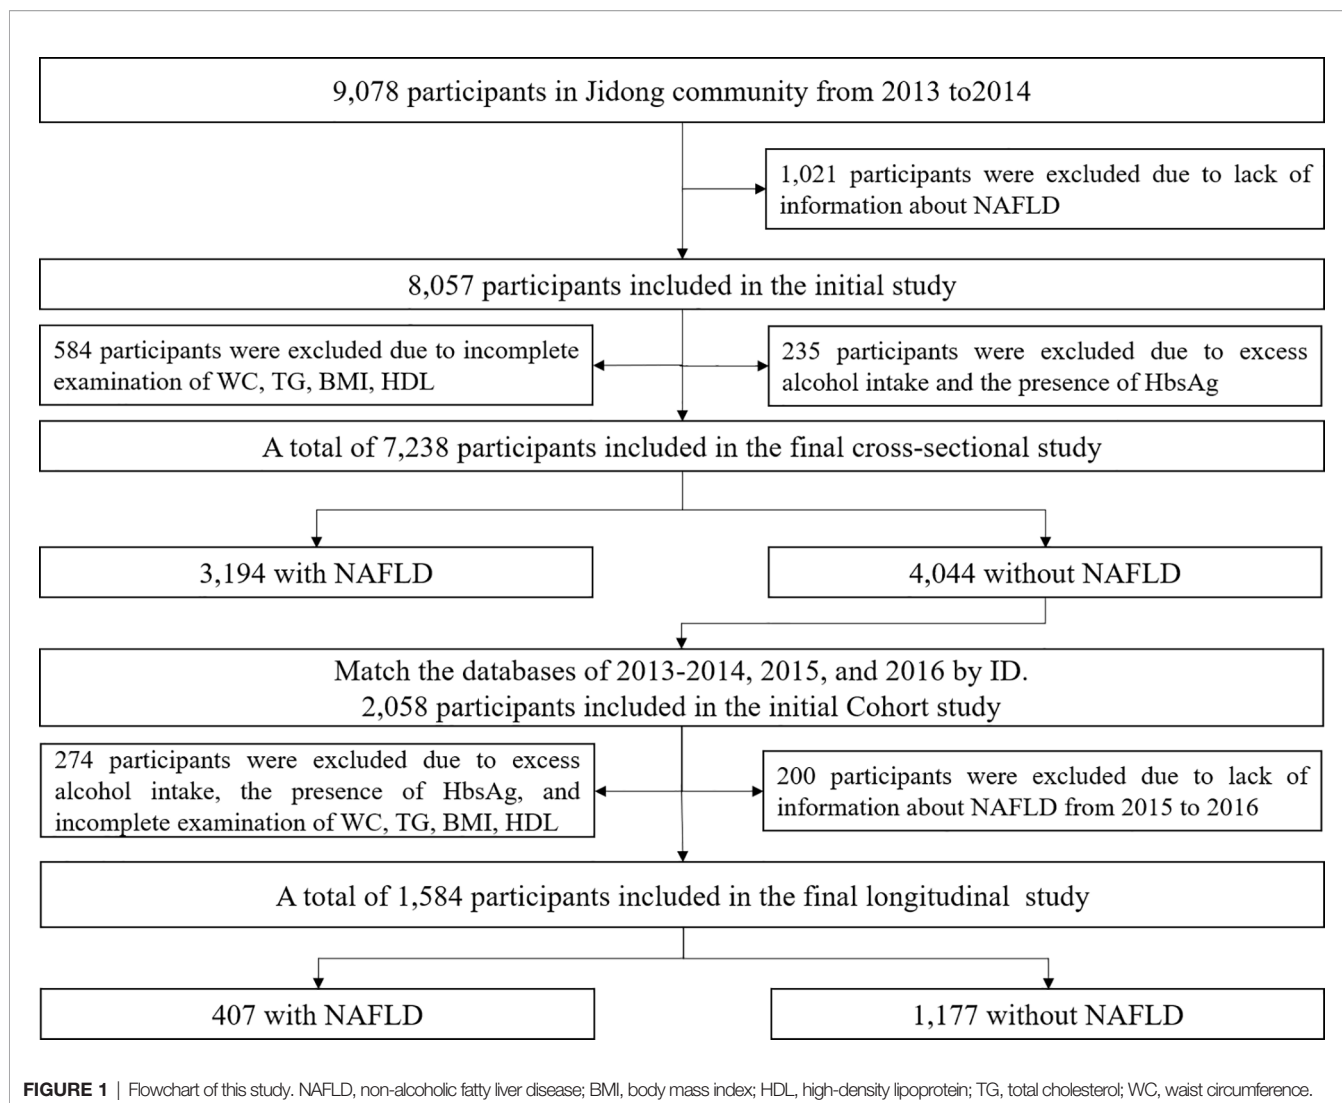 9,078 participants in Jidong community from 2013 to2014
1,021 participants were excluded due to lack of
information about NAFLD
8,057 participants included in the initial study
584 participants were excluded due to incomplete
examination of WC, TG, BMI, HDL
235 participants were excluded due to excess
alcohol intake and the presence of HbsAg
A total of 7,238 participants included in the final cross-sectional study
3,194 with NAFLD
4,044 without NAFLD
Match the databases of 2013-2014, 2015, and 2016 by ID.
2,058 participants included in the initial Cohort study
274 participants were excluded due to excess
alcohol intake, the presence of HbsAg, and
incomplete examination of WC, TG, BMI, HDL
200 participants were excluded due to lack of
information about NAFLD from 2015 to 2016
A total of 1,584 participants included in the final longitudinal study
407 with NAFLD
1,177 without NAFLD
FIGURE 1 | Flowchart of this study. NAFLD, non-alcoholic fatty liver disease; BMI, body mass index; HDL, high-density lipoprotein; TG, total cholesterol; WC, waist circumference.